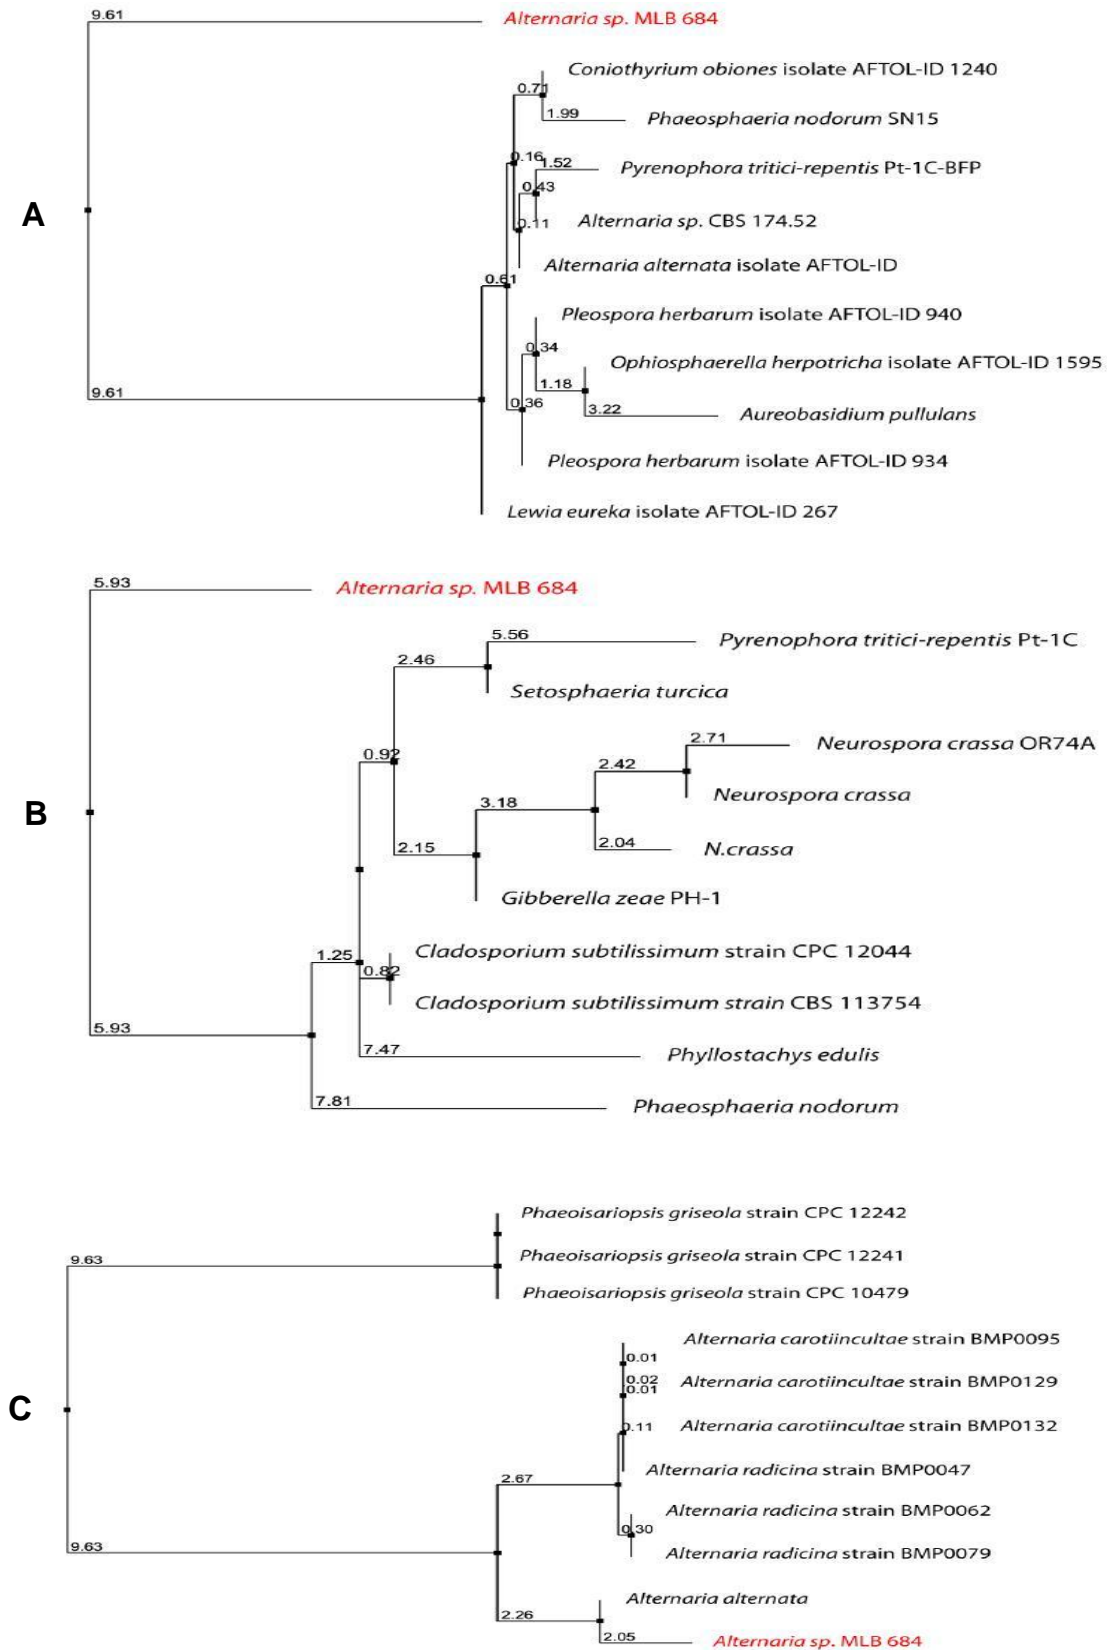 9.61
Alternaria sp. MLB 684
Coniothyrium obiones isolate AFTOL-ID 1240
0.71
1.99
Phaeosphaeria nodorum SN15
0.16
1.52
Pyrenophora tritici-repentis Pt-1C-BFP
0.43
A
0.11
Alternaria sp. CBS 174.52
Alternaria alternata isolate AFTOL-ID
0.61
Pleospora herbarum isolate AFTOL-ID 940
0.34
Ophiosphaerella herpotricha isolate AFTOL-ID 1595
9.61
1.18
0.36
3.22
Aureobasidium pullulans
Pleospora herbarum isolate AFTOL-ID 934
Lewia eureka isolate AFTOL-ID 267
5.93
Alternaria sp. MLB 684
5.56
Pyrenophora tritici-repentis Pt-1C
2.46
Setosphaeria turcica
2.71
Neurospora crassa OR74A
0.92
2.42
Neurospora crassa
B
3.18
2.04
N.crassa
2.15
Gibberella zeae PH-1
1.25
Cladosporium subtilissimum strain CPC 12044
0.82
Cladosporium subtilissimum strain CBS 113754
5.93
7.47
Phyllostachys edulis
7.81
Phaeosphaeria nodorum
Phaeoisariopsis griseola strain CPC 12242
9.63
Phaeoisariopsis griseola strain CPC 12241
Phaeoisariopsis griseola strain CPC 10479
Alternaria carotiincultae strain BMP0095
0.01
0.02
Alternaria carotiincultae strain BMP0129
0.01
C
0.11
Alternaria carotiincultae strain BMP0132
2.67
Alternaria radicina strain BMP0047
Alternaria radicina strain BMP0062
0.30
9.63
Alternaria radicina strain BMP0079
Alternaria alternata
2.26
2.05
Alternaria sp. MLB 684